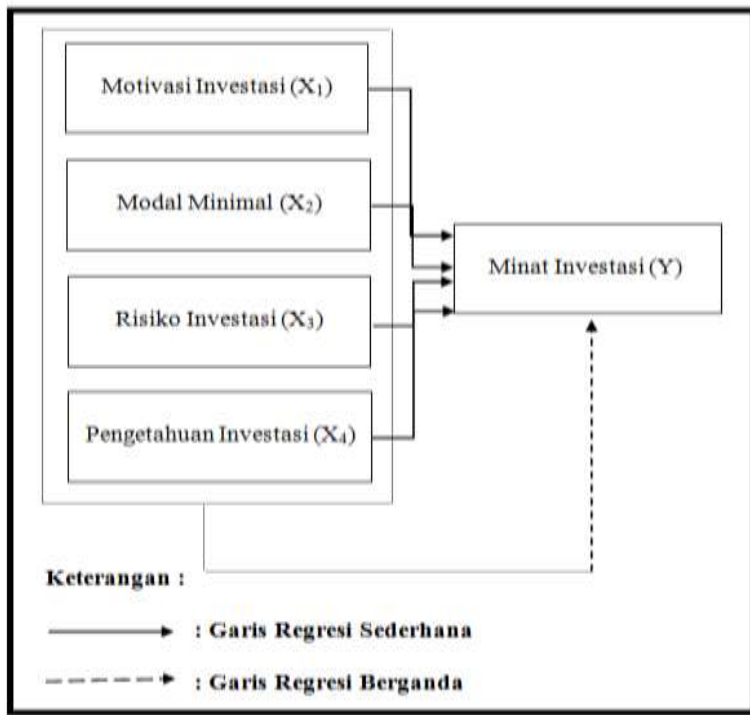 Motivasi Investasi (X₁)
Modal Minimal (X₂)
Minat Investasi (Y)
Risiko Investasi (X₃)
Pengetahuan Investasi (X₄)
Keterangan :
: Garis Regresi Sederhana
: Garis Regresi Berganda